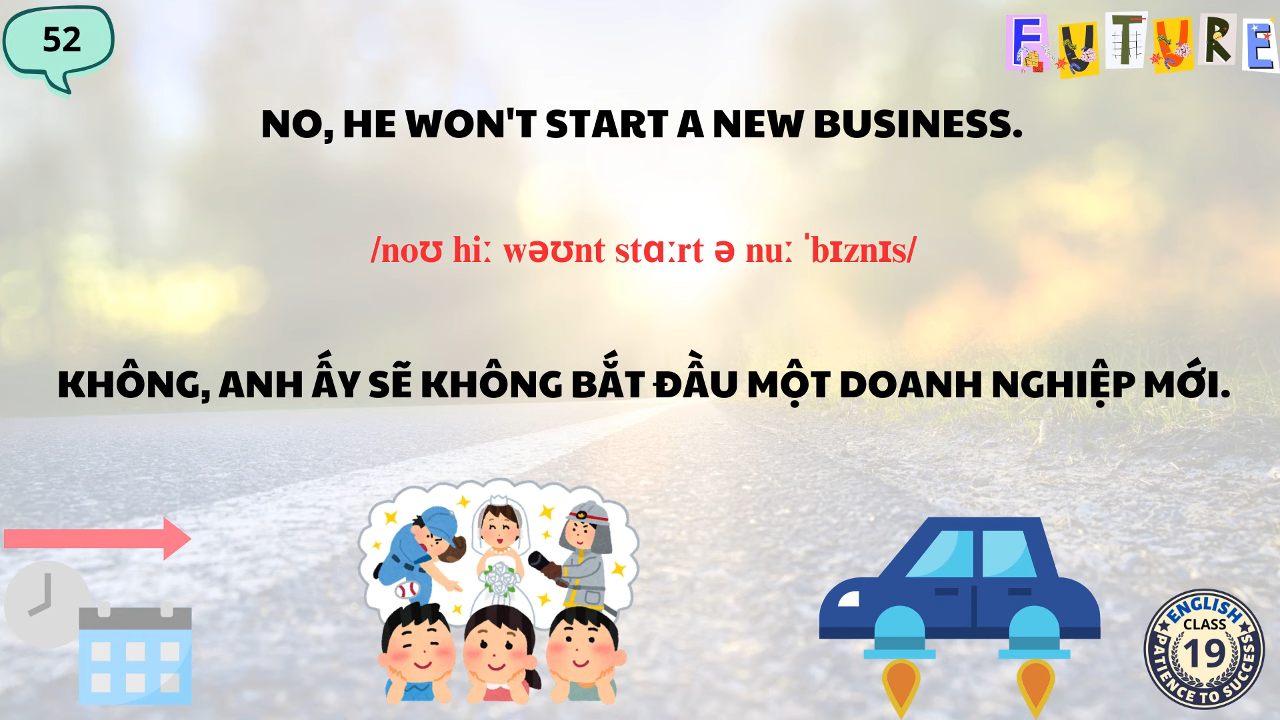 52
FUTURE
NO, HE WON'T START A NEW BUSINESS.
/noʊ hiː wəʊnt stɑːrt ə nuː ˈbɪznɪs/
KHÔNG, ANH ẤY SẼ KHÔNG BẮT ĐẦU MỘT DOANH NGHIỆP MỚI.
ENGLISH
CLASS
19
PATIENCE TO SUCCESS